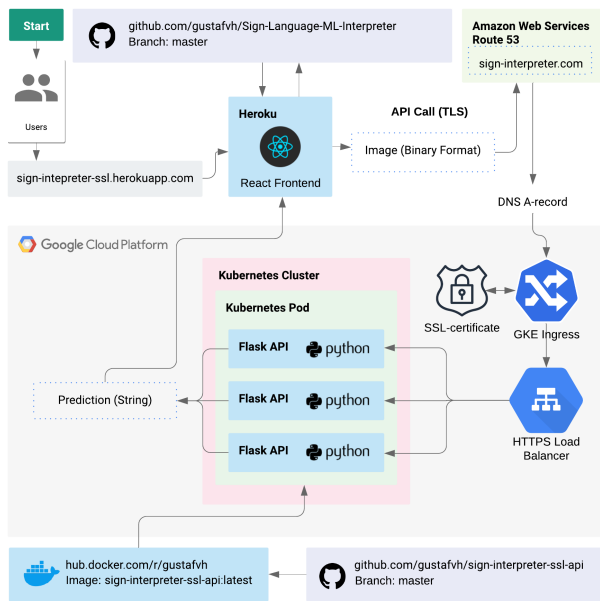 Start
Users
sign-intepreter-ssl.herokuapp.com
github.com/gustafvh/Sign-Language-ML-Interpreter
Branch: master
Heroku
React Frontend
API Call (TLS)
Image (Binary Format)
Amazon Web Services
Route 53
sign-interpreter.com
DNS A-record
Google Cloud Platform
SSL-certificate
GKE Ingress
HTTPS Load
Balancer
Kubernetes Cluster
Kubernetes Pod
Flask API python
Flask API python
Flask API python
Prediction (String)
hub.docker.com/r/gustafvh
Image: sign-interpreter-ssl-api:latest
github.com/gustafvh/sign-interpreter-ssl-api
Branch: master